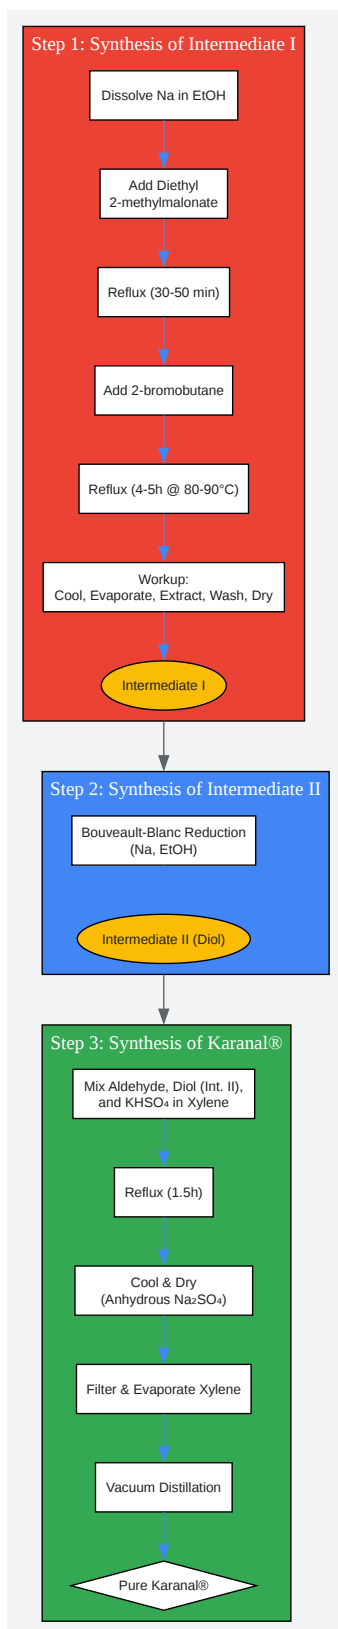 Step 1: Synthesis of Intermediate I
Dissolve Na in EtOH
Add Diethyl
2-methylmalonate
Reflux (30-50 min)
Add 2-bromobutane
Reflux (4-5h @ 80-90°C)
Workup:
Cool, Evaporate, Extract, Wash, Dry
Intermediate I
Step 2: Synthesis of Intermediate II
Bouveault-Blanc Reduction
(Na, EtOH)
Intermediate II (Diol)
Step 3: Synthesis of Karanal®
Mix Aldehyde, Diol (Int. II),
and KHSO₄ in Xylene
Reflux (1.5h)
Cool & Dry
(Anhydrous Na₂SO₄)
Filter & Evaporate Xylene
Vacuum Distillation
Pure Karanal®